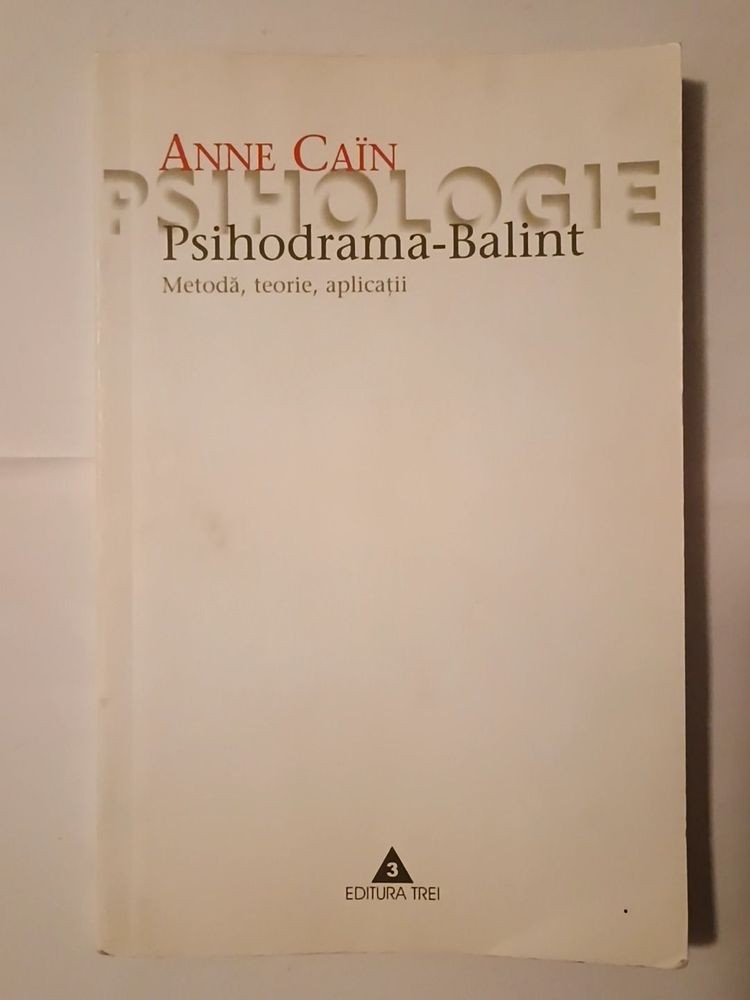 ANNE CAÏN
PSIHOLOGIE
Psihodrama-Balint
Metodă, teorie, aplicații
3
EDITURA TREI